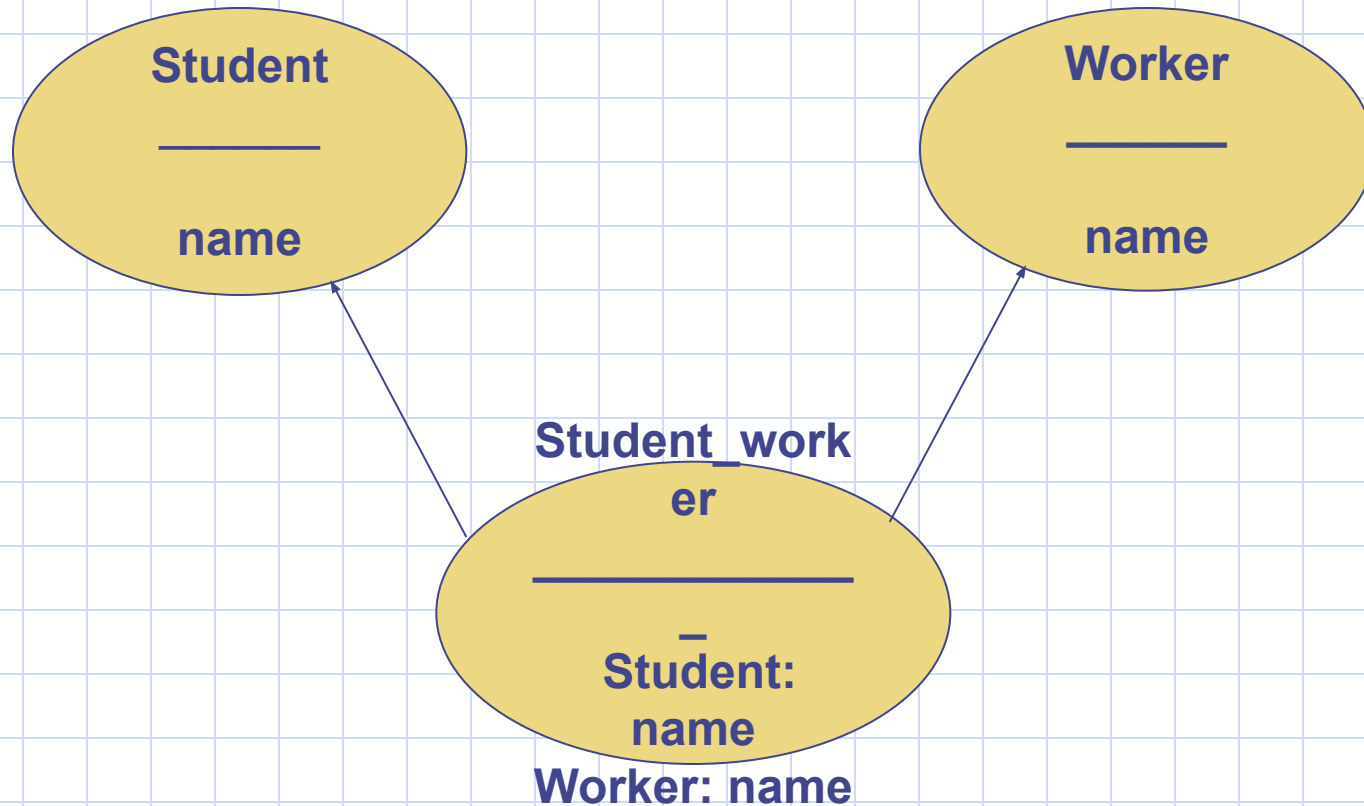 Student
______
name
Worker
______
name
Student_work
er
____________
_
Student:
name
Worker: name